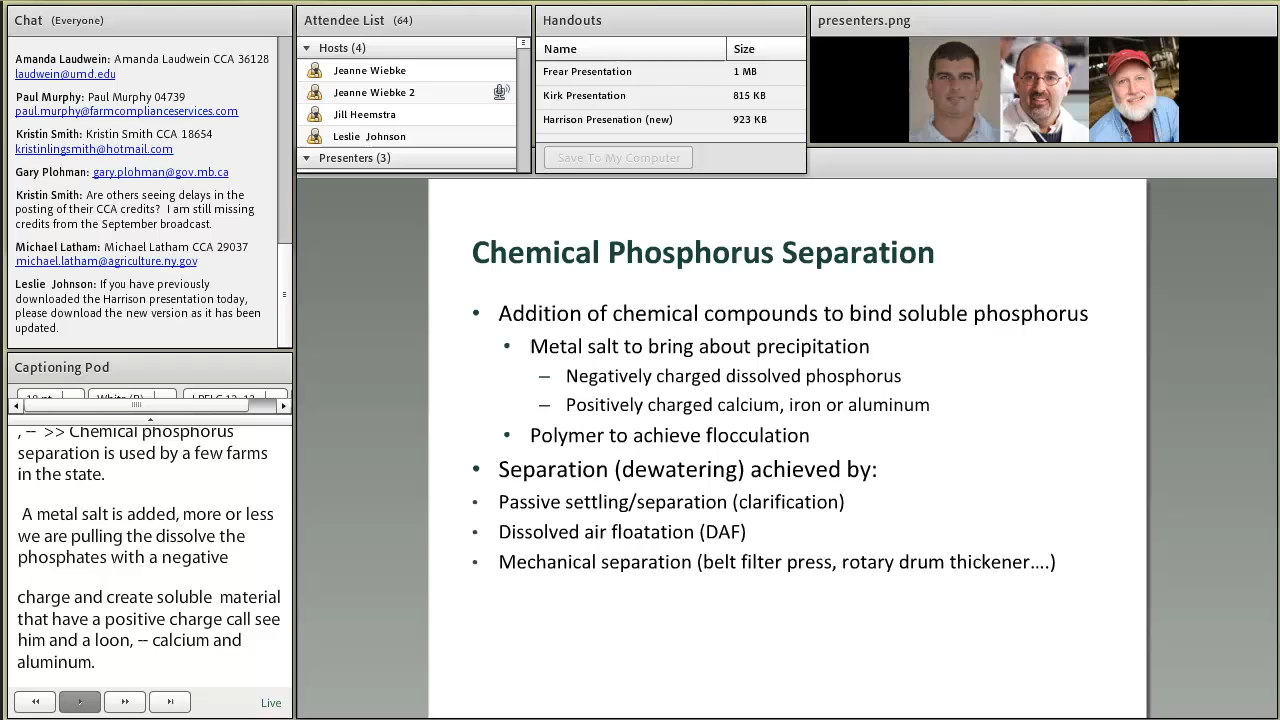 Chat (Everyone)
Amanda Laudwein: Amanda Laudwein CCA 36128
laudwein@umd.edu
Paul Murphy: Paul Murphy 04739
paul.murphy@farmcomplianceservices.com
Kristin Smith: Kristin Smith CCA 18654
kristinlingsmith@hotmail.com
Gary Plohman: gary.plohman@gov.mb.ca
Kristin Smith: Are others seeing delays in the
posting of their CCA credits? I am still missing
credits from the September broadcast.
Michael Latham: Michael Latham CCA 29037
michael.latham@agriculture.ny.gov
Leslie Johnson: If you have previously
downloaded the Harrison presentation today,
please download the new version as it has been
updated.
Captioning Pod
, -- >> Chemical phosphorus
separation is used by a few farms
in the state.
A metal salt is added, more or less
we are pulling the dissolve the
phosphates with a negative
charge and create soluble material
that have a positive charge call see
him and a loon, -- calcium and
aluminum.
Live
Attendee List (64)
Hosts (4)
Jeanne Wiebke
Jeanne Wiebke 2
Jill Heemstra
Leslie Johnson
Presenters (3)
Handouts
Name Size
Frear Presentation 1 MB
Kirk Presentation 815 KB
Harrison Presenation (new) 923 KB
Save To My Computer
presenters.png
Chemical Phosphorus Separation
• Addition of chemical compounds to bind soluble phosphorus
• Metal salt to bring about precipitation
– Negatively charged dissolved phosphorus
– Positively charged calcium, iron or aluminum
• Polymer to achieve flocculation
• Separation (dewatering) achieved by:
• Passive settling/separation (clarification)
• Dissolved air floatation (DAF)
• Mechanical separation (belt filter press, rotary drum thickener….)